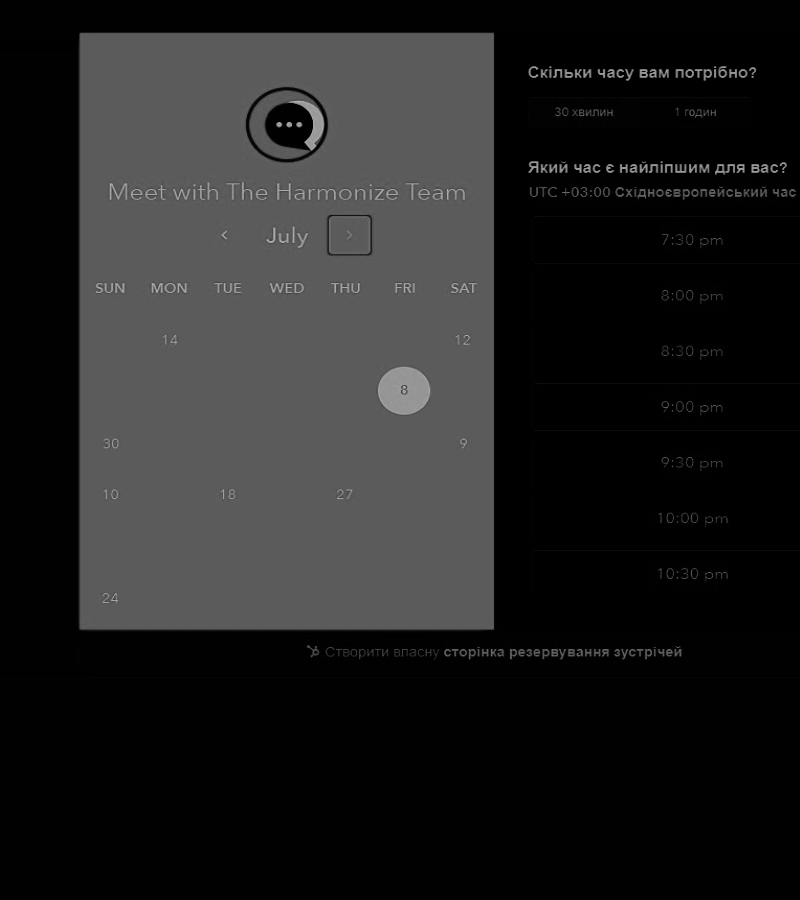 Meet with The Harmonize Team
July
SUN MON TUE WED THU FRI SAT
14 12
8
30 9
10 18 27
24
Скільки часу вам потрібно?
30 хвилин 1 годин
Який час є найліпшим для вас?
UTC +03:00 Східноєвропейський час
7:30 pm
8:00 pm
8:30 pm
9:00 pm
9:30 pm
10:00 pm
10:30 pm
Створити власну сторінка резервування зустрічей